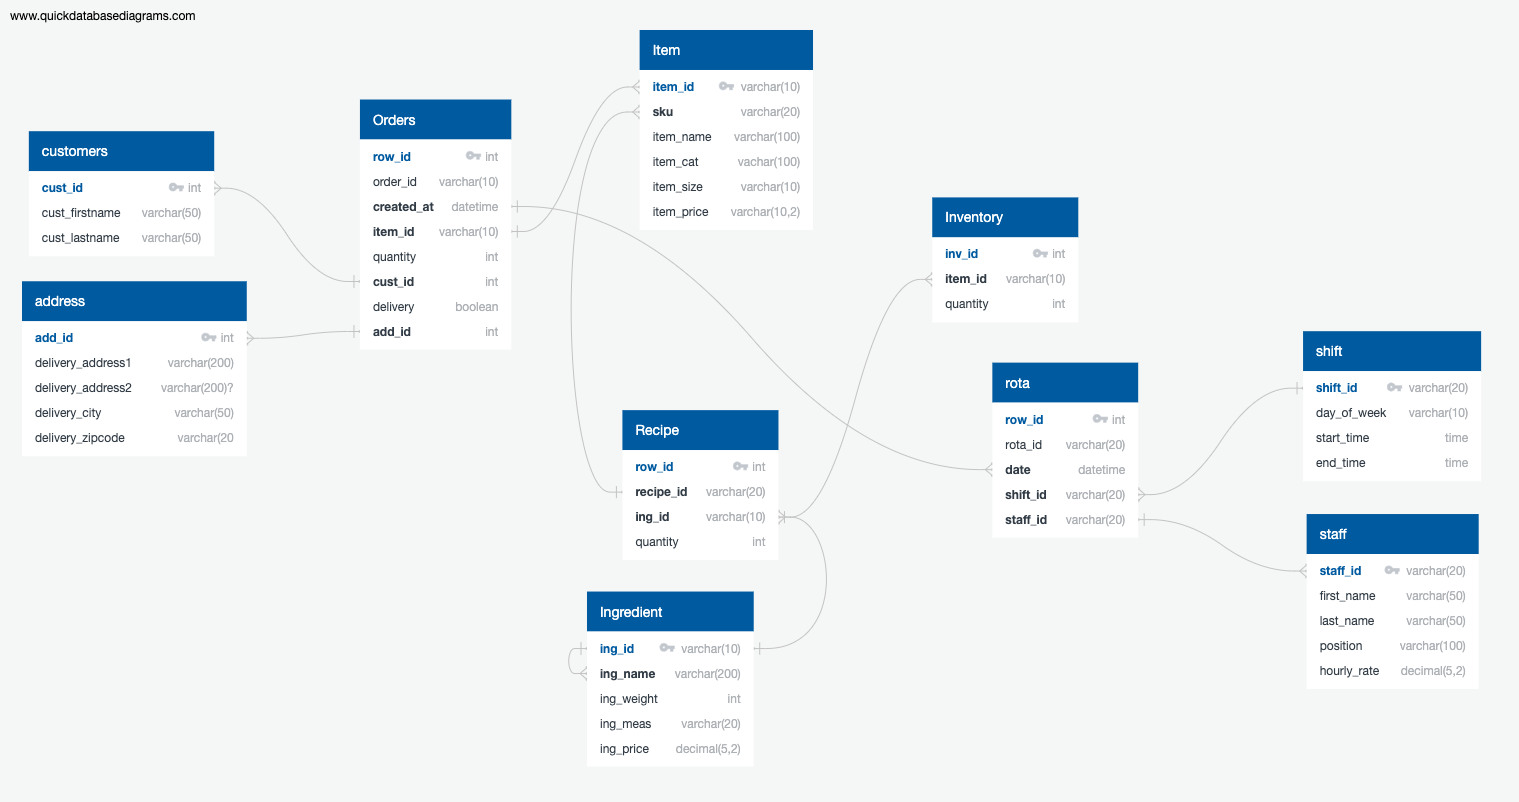 www.quickdatabasediagrams.com
customers
cust_id int
cust_firstname varchar(50)
cust_lastname varchar(50)
address
add_id int
delivery_address1 varchar(200)
delivery_address2 varchar(200)?
delivery_city varchar(50)
delivery_zipcode varchar(20
Orders
row_id int
order_id varchar(10)
created_at datetime
item_id varchar(10)
quantity int
cust_id int
delivery boolean
add_id int
Item
item_id varchar(10)
sku varchar(20)
item_name varchar(100)
item_cat vachar(100)
item_size varchar(10)
item_price varchar(10,2)
Recipe
row_id int
recipe_id varchar(20)
ing_id varchar(10)
quantity int
Ingredient
ing_id varchar(10)
ing_name varchar(200)
ing_weight int
ing_meas varchar(20)
ing_price decimal(5,2)
Inventory
inv_id int
item_id varchar(10)
quantity int
rota
row_id int
rota_id varchar(20)
date datetime
shift_id varchar(20)
staff_id varchar(20)
shift
shift_id varchar(20)
day_of_week varchar(10)
start_time time
end_time time
staff
staff_id varchar(20)
first_name varchar(50)
last_name varchar(50)
position varchar(100)
hourly_rate decimal(5,2)